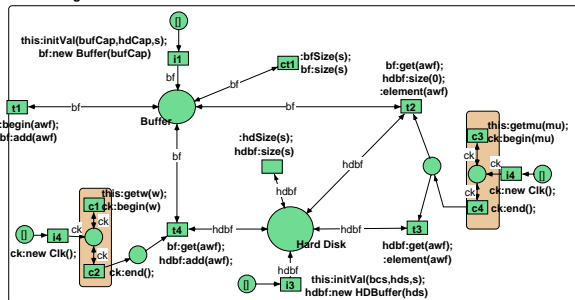 []
this:initVal(bufCap,hdCap,s);
bf:new Buffer(bufCap)
i1
bf
ct1
:bfSize(s);
bf:size(s)
t1
:begin(awf);
bf:add(awf)
bf
Buffer
bf
bf:get(awf);
hdbf:size(0);
:element(awf)
t2
bf
:hdSize(s);
hdbf:size(s)
hdbf
hdbf
c3
this:getmu(mu);
ck:begin(mu)
ck
ck
i4
[]
ck:new Clk();
ck
c4
ck:end();
this:getw(w);
ck:begin(w)
c1
ck
[]
i4
ck
ck:new Clk();
ck
c2
ck:end();
t4
bf:get(awf);
hdbf:add(awf)
hdbf
Hard Disk
hdbf
t3
hdbf:get(awf);
:element(awf)
hdbf
[]
i3
this:initVal(bcs,hds,s);
hdbf:new HDBuffer(hds)